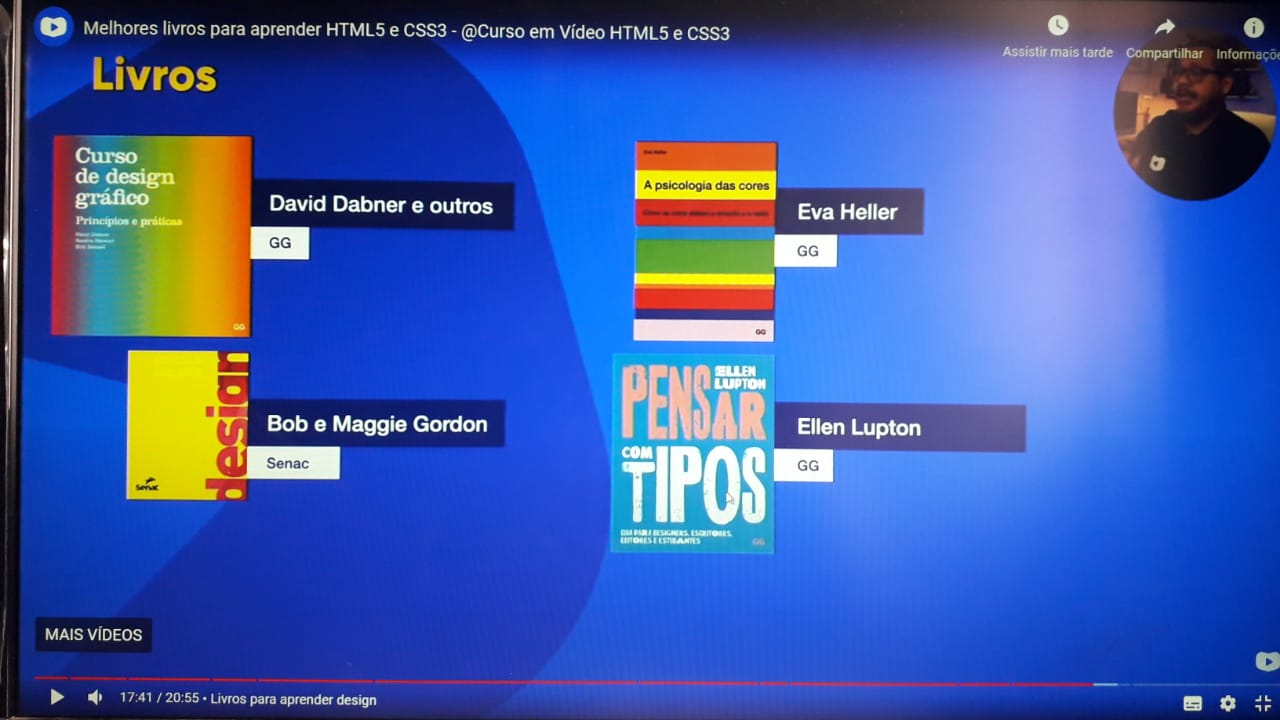 Melhores livros para aprender HTML5 e CSS3 - @Curso em Vídeo HTML5 e CSS3
Assistir mais tarde
Compartilhar
Informaçõe
Livros
Curso
de design
gráfico
Princípios e práticas
GG
David Dabner e outros
GG
Eva Heller
A psicologia das cores
GG
Eva Heller
GG
design
Senac
Bob e Maggie Gordon
Senac
PENSAR
ELLEN
LUPTON
COM
TIPOS
GUIA PARA DESIGNERS, ESCRITORES,
EDITORES E ESTUDANTES
GG
Ellen Lupton
GG
MAIS VÍDEOS
17:41 / 20:55 • Livros para aprender design